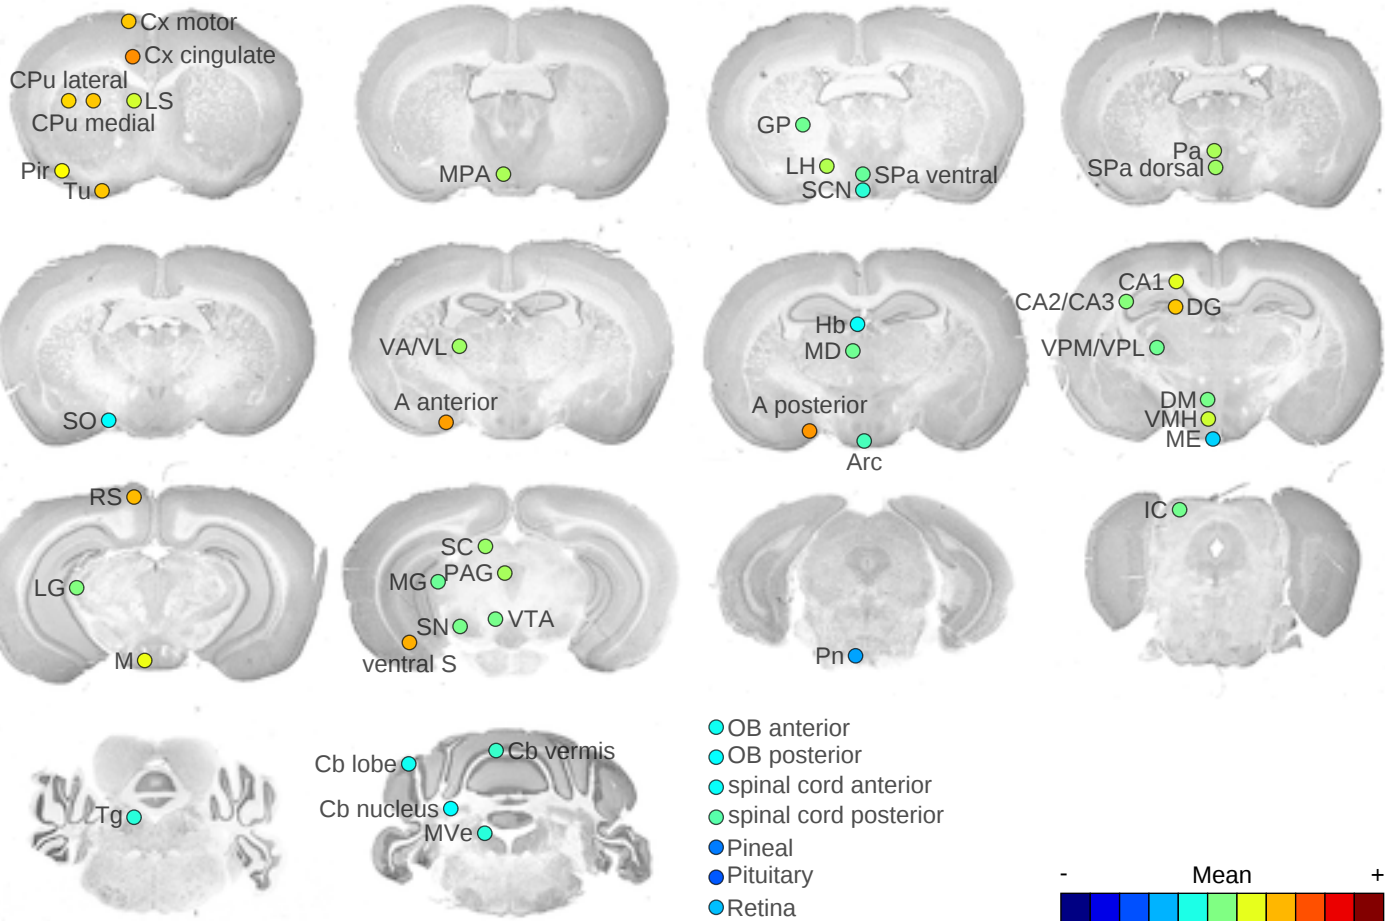 Cx motor
Cx cingulate
CPu lateral
LS
CPu medial
Pir
Tu
MPA
GP
LH
SPa ventral
SCN
Pa
SPa dorsal
SO
VA/VL
A anterior
Hb
MD
A posterior
Arc
CA1
CA2/CA3
DG
VPM/VPL
DM
VMH
ME
RS
LG
M
SC
MG
PAG
SN
VTA
ventral S
Pn
IC
Tg
Cb lobe
Cb vermis
Cb nucleus
MVe
OB anterior
OB posterior
spinal cord anterior
spinal cord posterior
Pineal
Pituitary
Retina
- Mean +